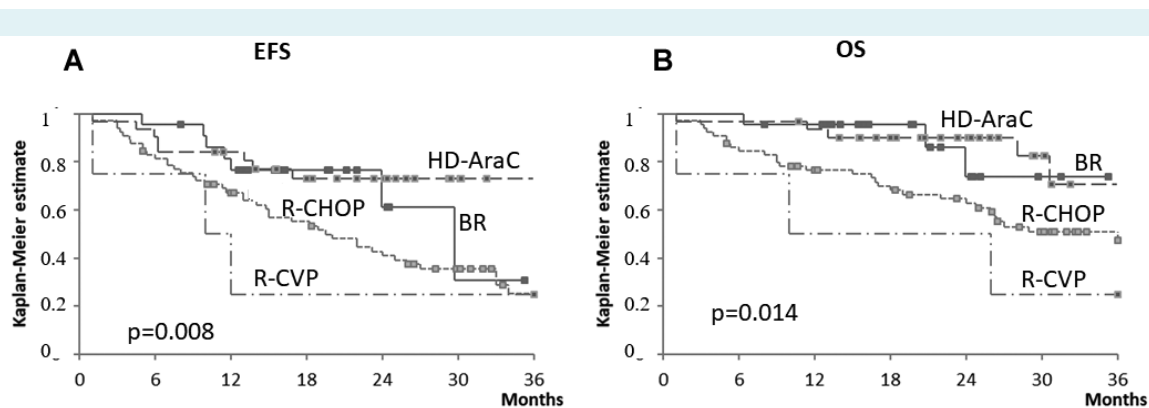 A
EFS
Kaplan-Meier estimate
1
0.8
0.6
0.4
0.2
0
HD-AraC
R-CHOP
BR
R-CVP
p=0.008
0 6 12 18 24 30 36
Months
B
OS
Kaplan-Meier estimate
1
0.8
0.6
0.4
0.2
0
HD-AraC
BR
R-CHOP
R-CVP
p=0.014
0 6 12 18 24 30 36
Months